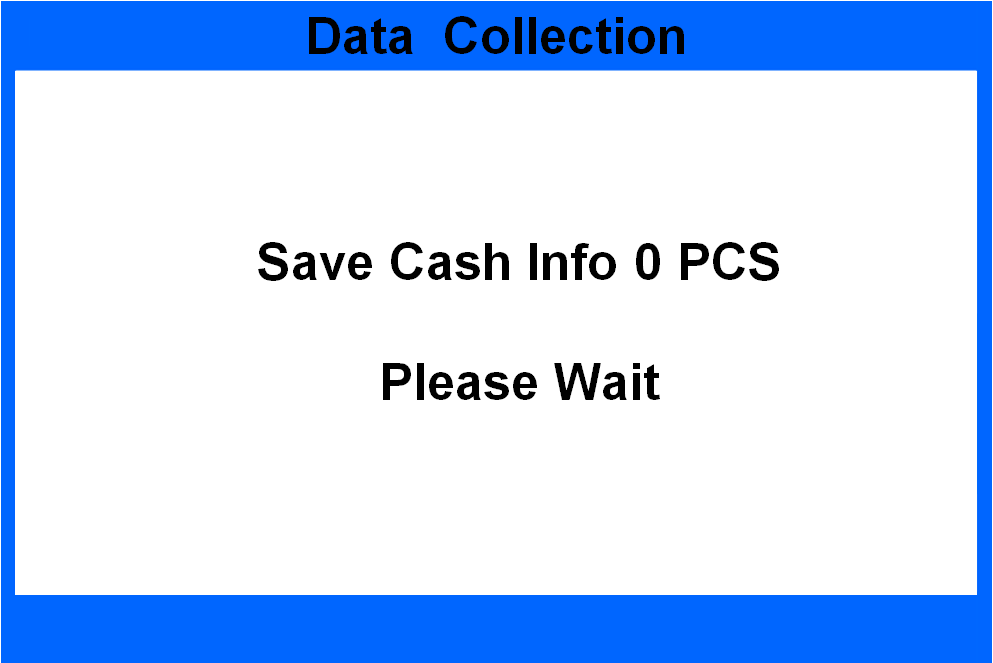 Data  Collection
Save Cash Info 0 PCS
Please Wait